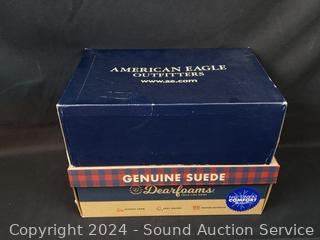 AMERICAN EAGLE
OUTFITTERS
www.ae.com
GENUINE SUEDE
Dearfoams
COMFORT
Copyright 2024 - Sound Auction Service